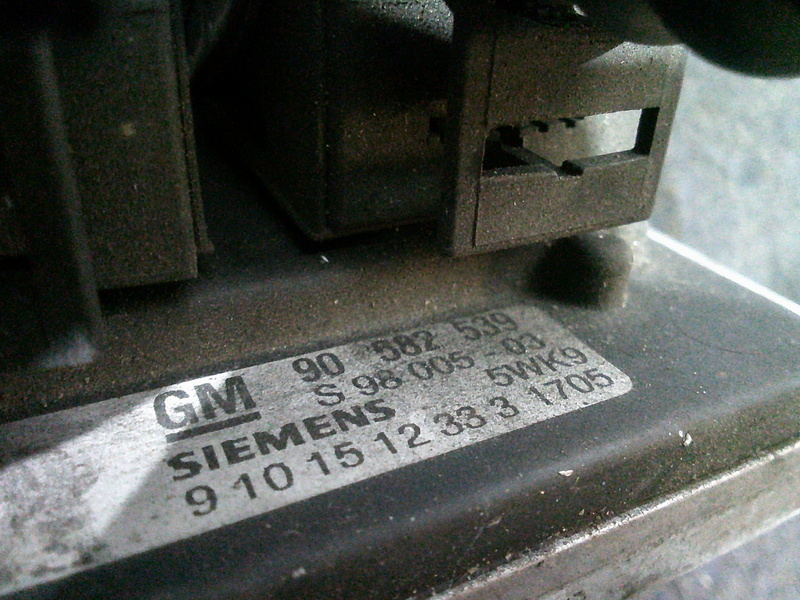 GM 90 582 539
S 98 005 - 03
SIEMENS 5WK9
9 10 15 12 33 3 1705